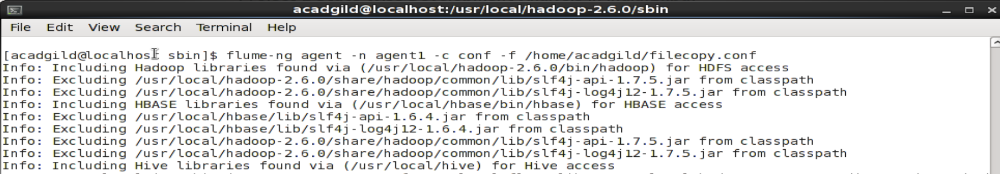 acadgild@localhost:/usr/local/hadoop-2.6.0/sbin
File Edit View Search Terminal Help
[acadgild@localhost sbin]$ flume-ng agent -n agent1 -c conf -f /home/acadgild/filecopy.conf
Info: Including Hadoop libraries found via (/usr/local/hadoop-2.6.0/bin/hadoop) for HDFS access
Info: Excluding /usr/local/hadoop-2.6.0/share/hadoop/common/lib/slf4j-api-1.7.5.jar from classpath
Info: Excluding /usr/local/hadoop-2.6.0/share/hadoop/common/lib/slf4j-log4j12-1.7.5.jar from classpath
Info: Including HBASE libraries found via (/usr/local/hbase/bin/hbase) for HBASE access
Info: Excluding /usr/local/hbase/lib/slf4j-api-1.6.4.jar from classpath
Info: Excluding /usr/local/hbase/lib/slf4j-log4j12-1.6.4.jar from classpath
Info: Excluding /usr/local/hadoop-2.6.0/share/hadoop/common/lib/slf4j-api-1.7.5.jar from classpath
Info: Excluding /usr/local/hadoop-2.6.0/share/hadoop/common/lib/slf4j-log4j12-1.7.5.jar from classpath
Info: Including Hive libraries found via (/usr/local/hive) for Hive access